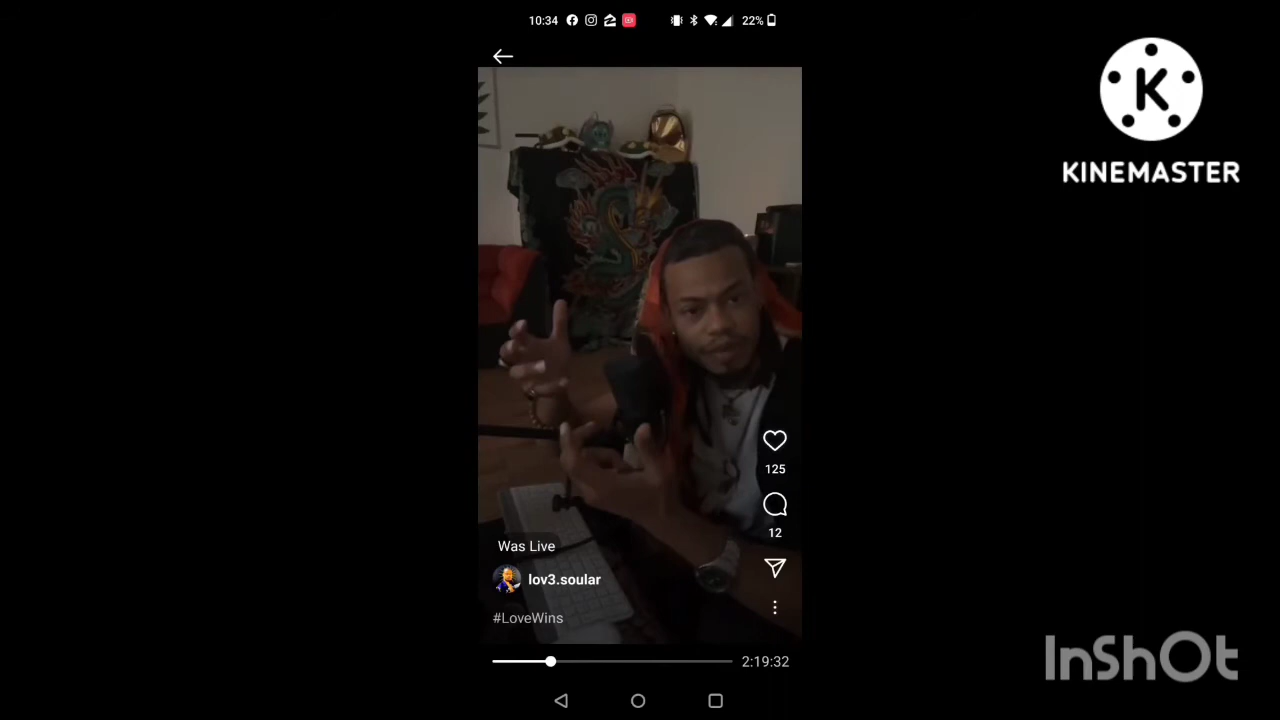 10:34
22%
K
KINEMASTER
125
12
Was Live
lov3.soular
#LoveWins
2:19:32
InShOt